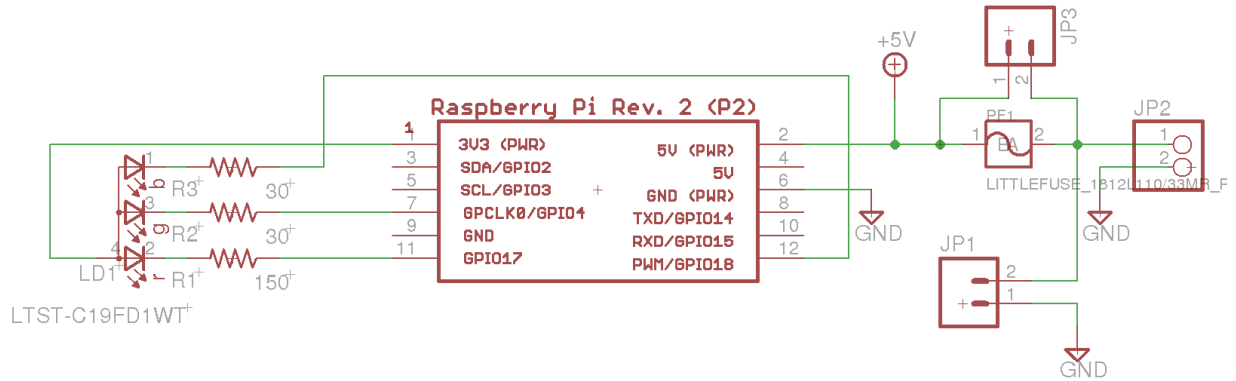 JP3
+5V
1
2
Raspberry Pi Rev. 2 (P2)
PF1
JP2
1
1
3V3 (PWR)
5V (PWR)
2
1
2
1
3
SDA/GPIO2
5V
4
2
1
b
R3
30
5
SCL/GPIO3
GND (PWR)
6
LITTLEFUSE_1812L110/33MR_P
3
g
R2
30
7
GPCLK0/GPIO4
TXD/GPIO14
8
GND
GND
9
GND
RXD/GPIO15
10
4
2
r
LD1
R1
150
11
GPIO17
PWM/GPIO18
12
JP1
2
1
LTST-C19FD1WT
GND